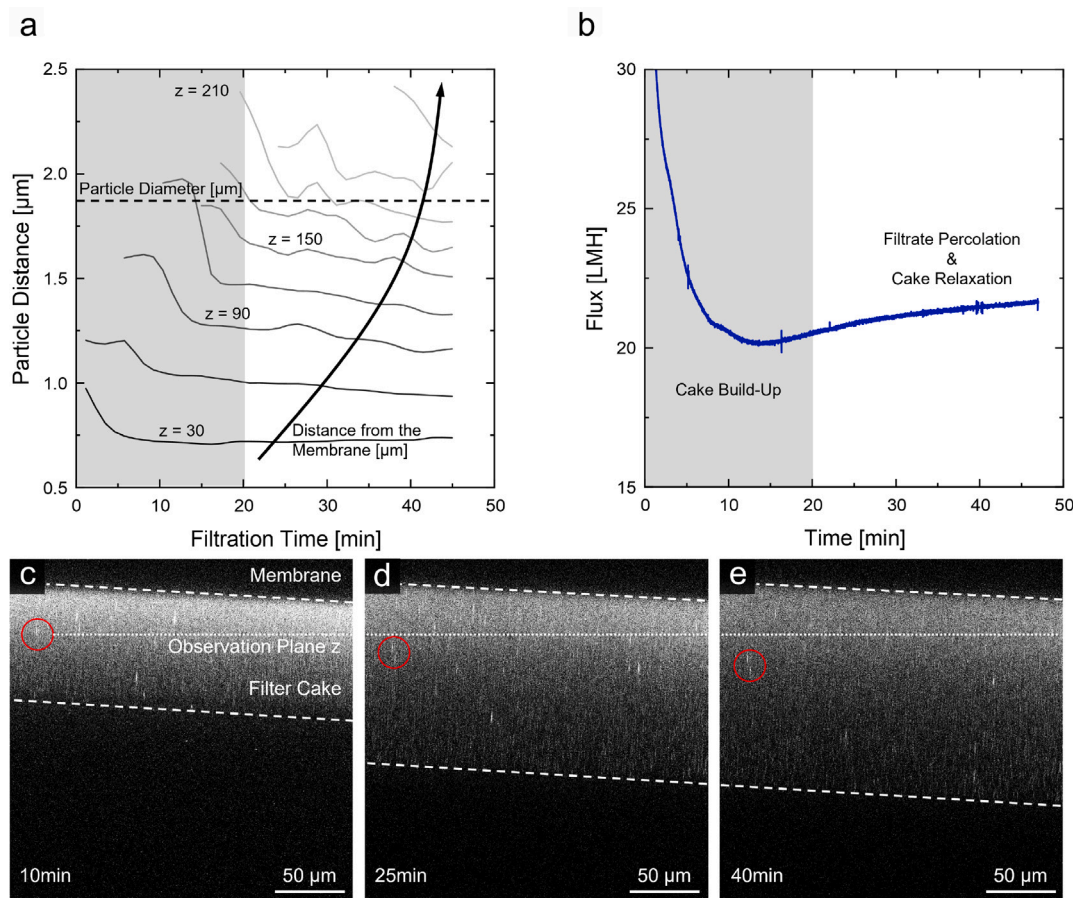 a
2.5
2.0
1.5
1.0
0.5
Particle Distance [µm]
z = 210
Particle Diameter [µm]
z = 150
z = 90
z = 30
Distance from the
Membrane [µm]
0
10
20
30
40
50
Filtration Time [min]
b
30
25
20
15
Flux [LMH]
Filtrate Percolation
&
Cake Relaxation
Cake Build-Up
0
10
20
30
40
50
Time [min]
c
Membrane
Observation Plane z
Filter Cake
10min
50 µm
d
25min
50 µm
e
40min
50 µm